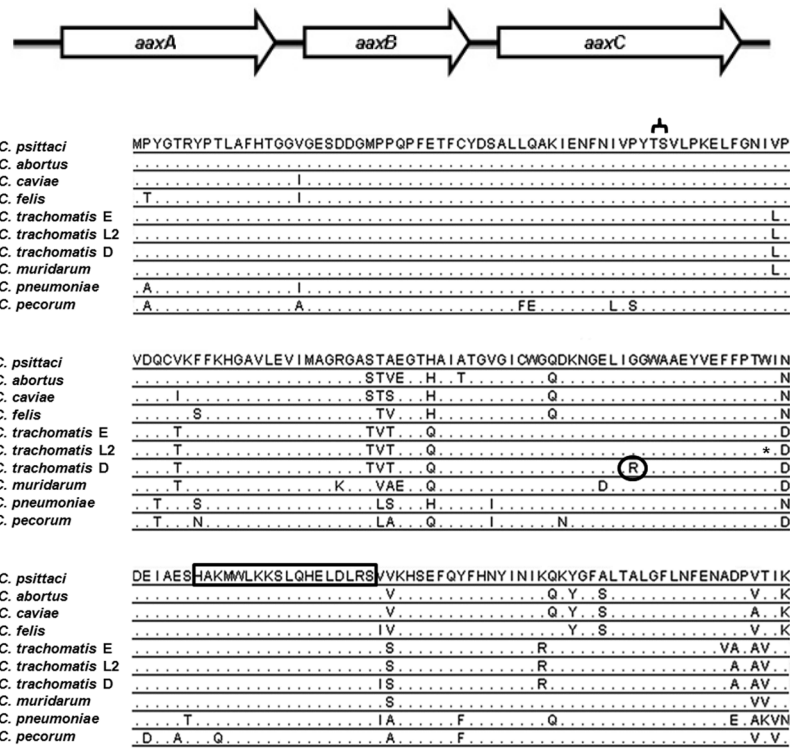 aaxA aaxB aaxC
C. psittaci MPYGTRYPTLAFHTGGVGESDDGMPPQPFETFCYDSALLQAKIENFNIVPYTSVLPKELFGNIVP
C. abortus .................................................................
C. caviae ................I................................................
C. felis .T..............I................................................
C. trachomatis E ...............................................................L.
C. trachomatis L2 ...............................................................L.
C. trachomatis D ...............................................................L.
C. muridarum ...............................................................L.
C. pneumoniae .A..............I................................................
C. pecorum .A..............A.....................FE.......L.S...............
C. psittaci VDQCVKFFKHGAVLEVIMAGRGASTAEGTHAIATGVGICWGQDKNGELIGGWAAEYVEFFPTWIN
C. abortus .......................STVE..H..T........Q......................N
C. caviae ....I..................STS...H...........Q......................N
C. felis ......S.................TV...H...........Q......................N
C. trachomatis E ....T..................TVT...Q..................................D
C. trachomatis L2 ....T..................TVT...Q................................*.D
C. trachomatis D ....T..................TVT...Q...................R..............D
C. muridarum ....T...............K...VAE..Q................D.................D
C. pneumoniae ..T...S.................LS...H.....I............................N
C. pecorum ..T...N.................LA...Q.....I......N.....................D
C. psittaci DEIAESHAKMWLKKSLQHELDLRSVVKHSEFQYFHNYINIKQKYGFALTALGFLNFENADPVTIK
C. abortus .........................V...............Q.Y..S..............V..K
C. caviae .........................V...............Q.Y..S..............A..K
C. felis ........................IV.................Y..S..............V..K
C. trachomatis E .........................S..............R.................VA.AV.K
C. trachomatis L2 .........................S..............R..................A.AV.K
C. trachomatis D ........................IS..............R..................A.AV.K
C. muridarum .........................S...................................VV.K
C. pneumoniae .....T..................IA......F........Q.................E.AKVN
C. pecorum .D..A...Q................A......F............................V.VK